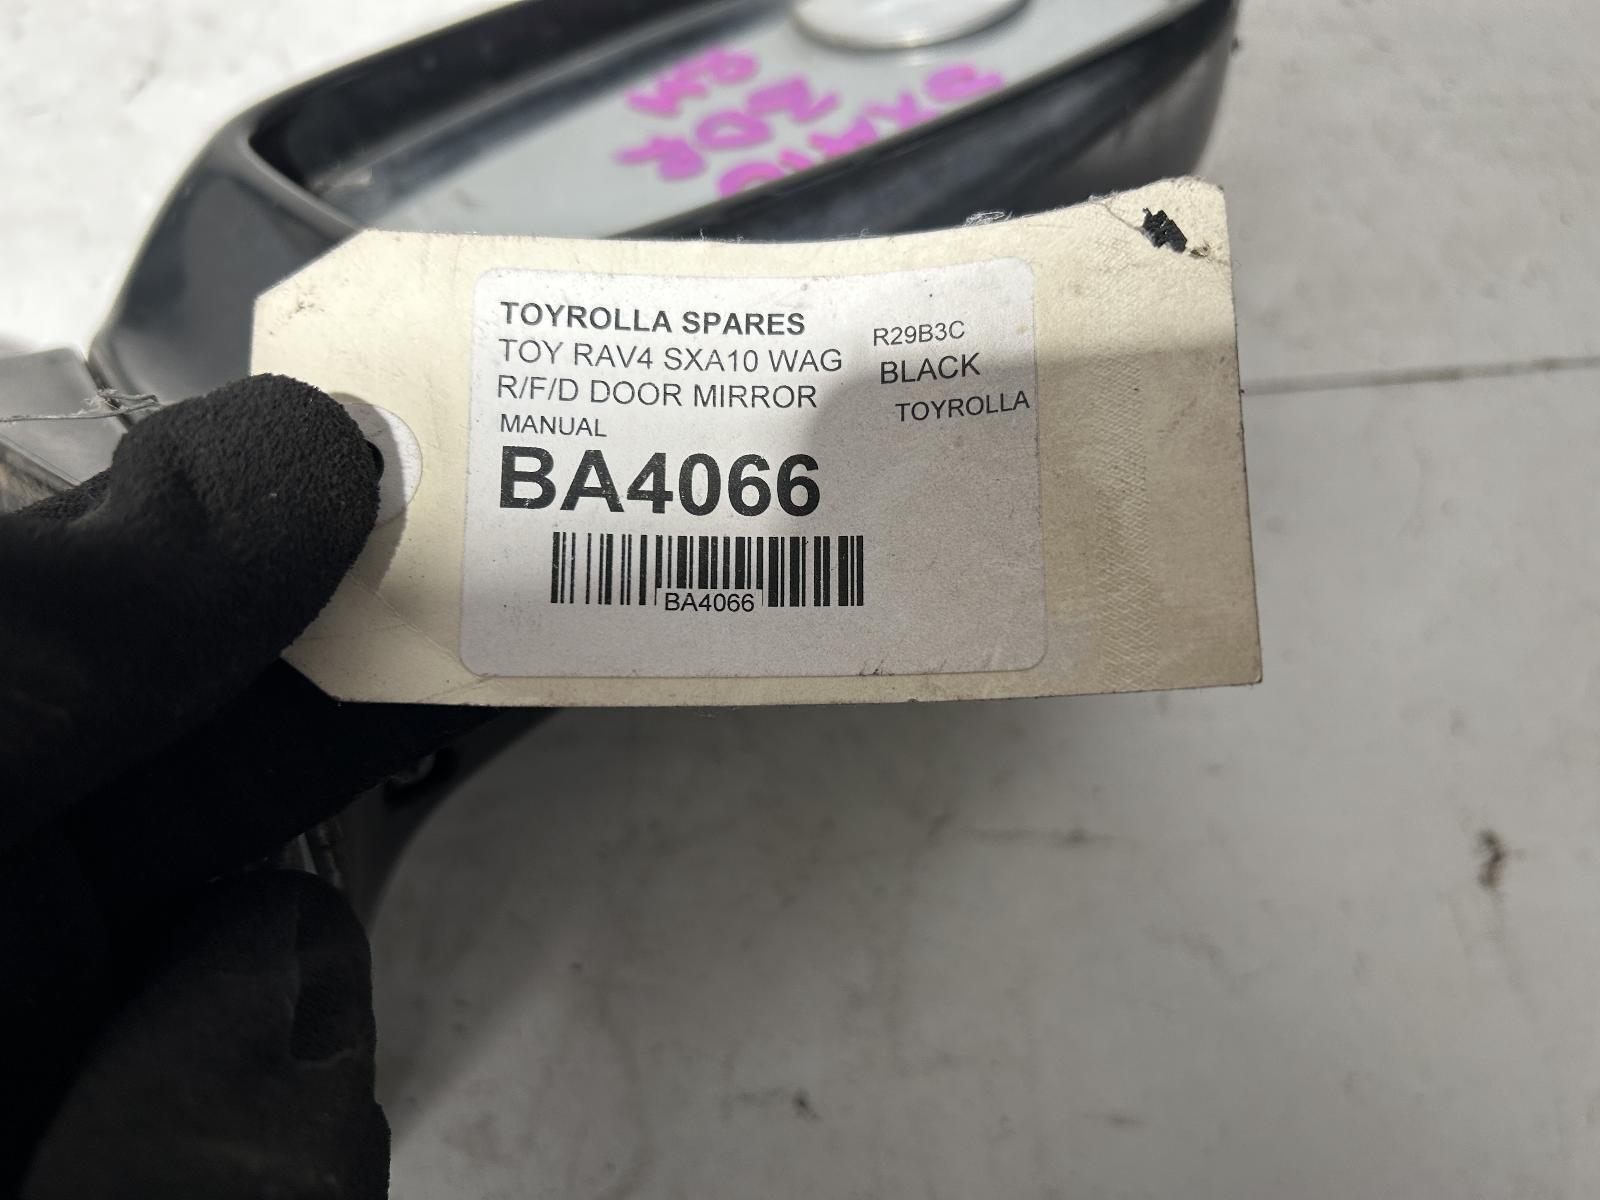 TOYROLLA SPARES
TOY RAV4 SXA10 WAG
R/F/D DOOR MIRROR
MANUAL
R29B3C
BLACK
TOYROLLA
BA4066
BA4066